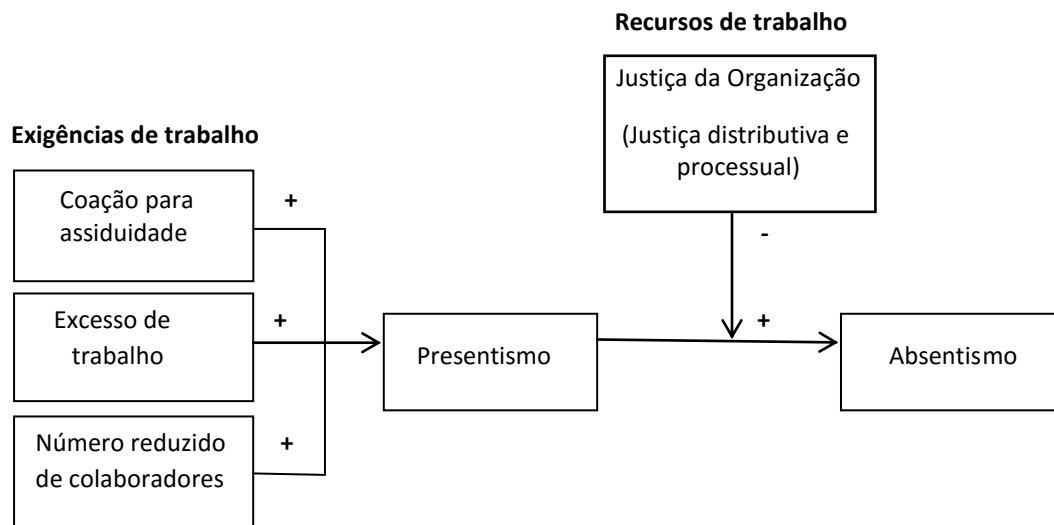 Recursos de trabalho
Justiça da Organização
(Justiça distributiva e
processual)
Exigências de trabalho
Coação para
assiduidade
+
-
Excesso de
trabalho
+
Presentismo
+
Absentismo
Número reduzido
de colaboradores
+